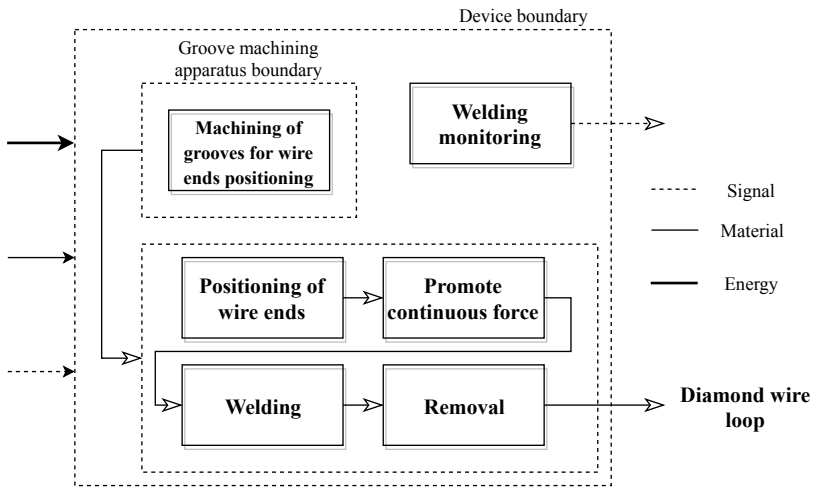 Device boundary
Groove machining
apparatus boundary
Machining of
grooves for wire
ends positioning
Welding
monitoring
Signal
Material
Energy
Positioning of
wire ends
Promote
continuous force
Welding
Removal
Diamond wire
loop